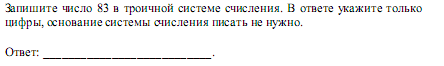 Запишите число 83 в троичной системе счисления. В ответе укажите только
цифры, основание системы счисления писать не нужно.
Ответ: ___________________________.